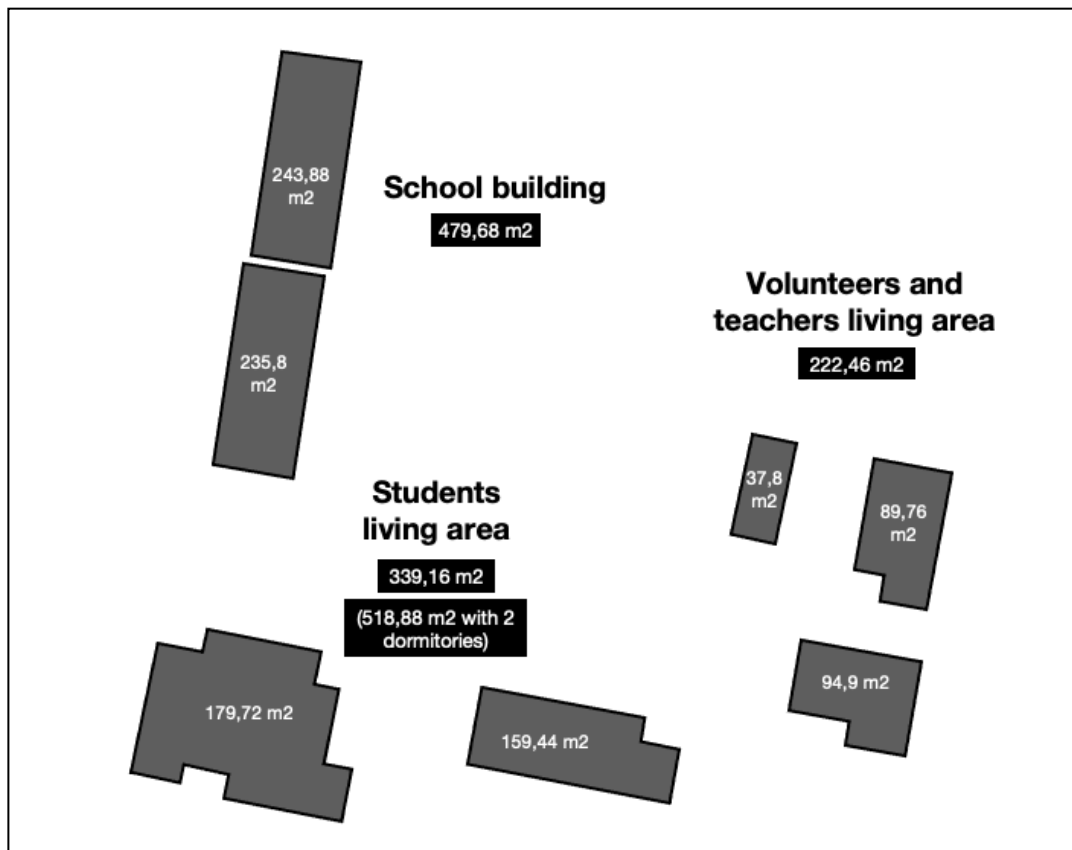 243,88
m2
School building
479,68 m2
235,8
m2
Volunteers and
teachers living area
222,46 m2
37,8
m2
89,76
m2
Students
living area
339,16 m2
(518,88 m2 with 2
dormitories)
179,72 m2
159,44 m2
94,9 m2